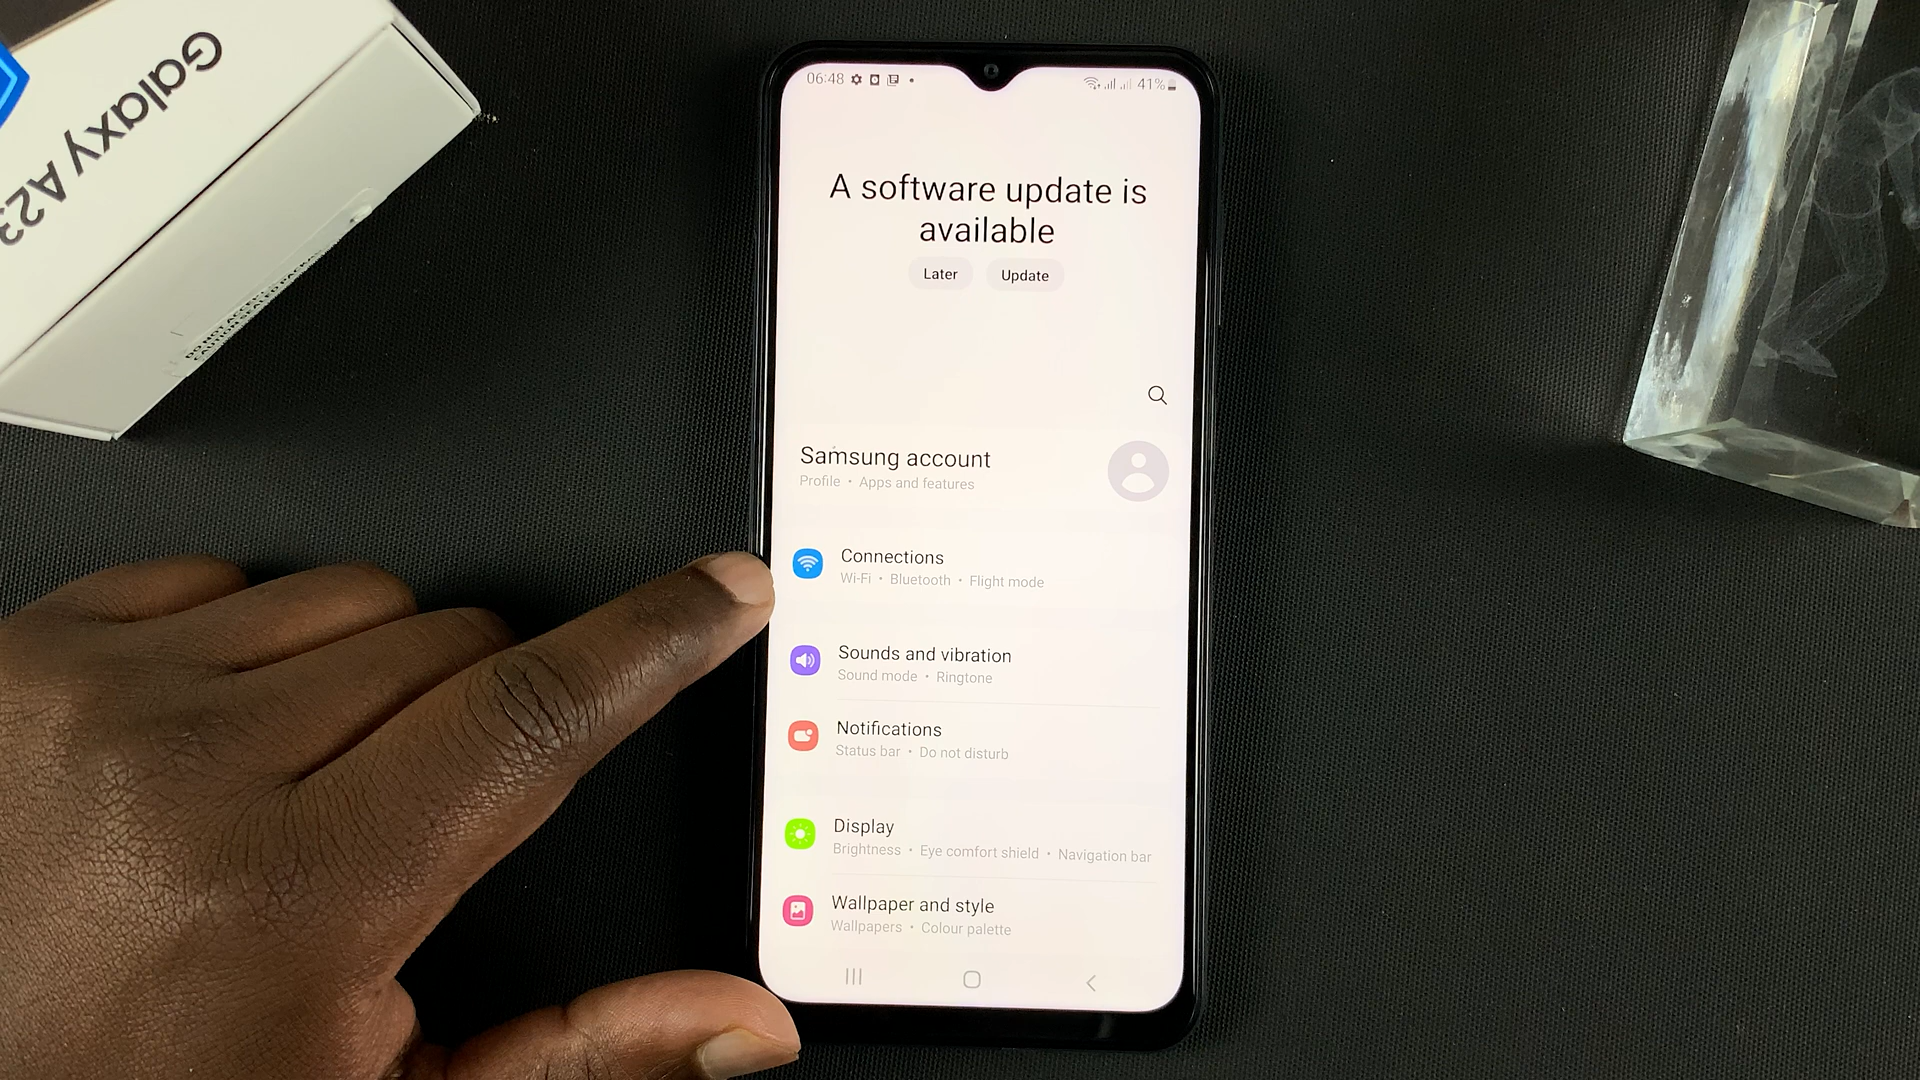 Galaxy A23
06:48
41%
A software update is
available
Later
Update
Samsung account
Profile • Apps and features
Connections
Wi-Fi • Bluetooth • Flight mode
Sounds and vibration
Sound mode • Ringtone
Notifications
Status bar • Do not disturb
Display
Brightness • Eye comfort shield • Navigation bar
Wallpaper and style
Wallpapers • Colour palette